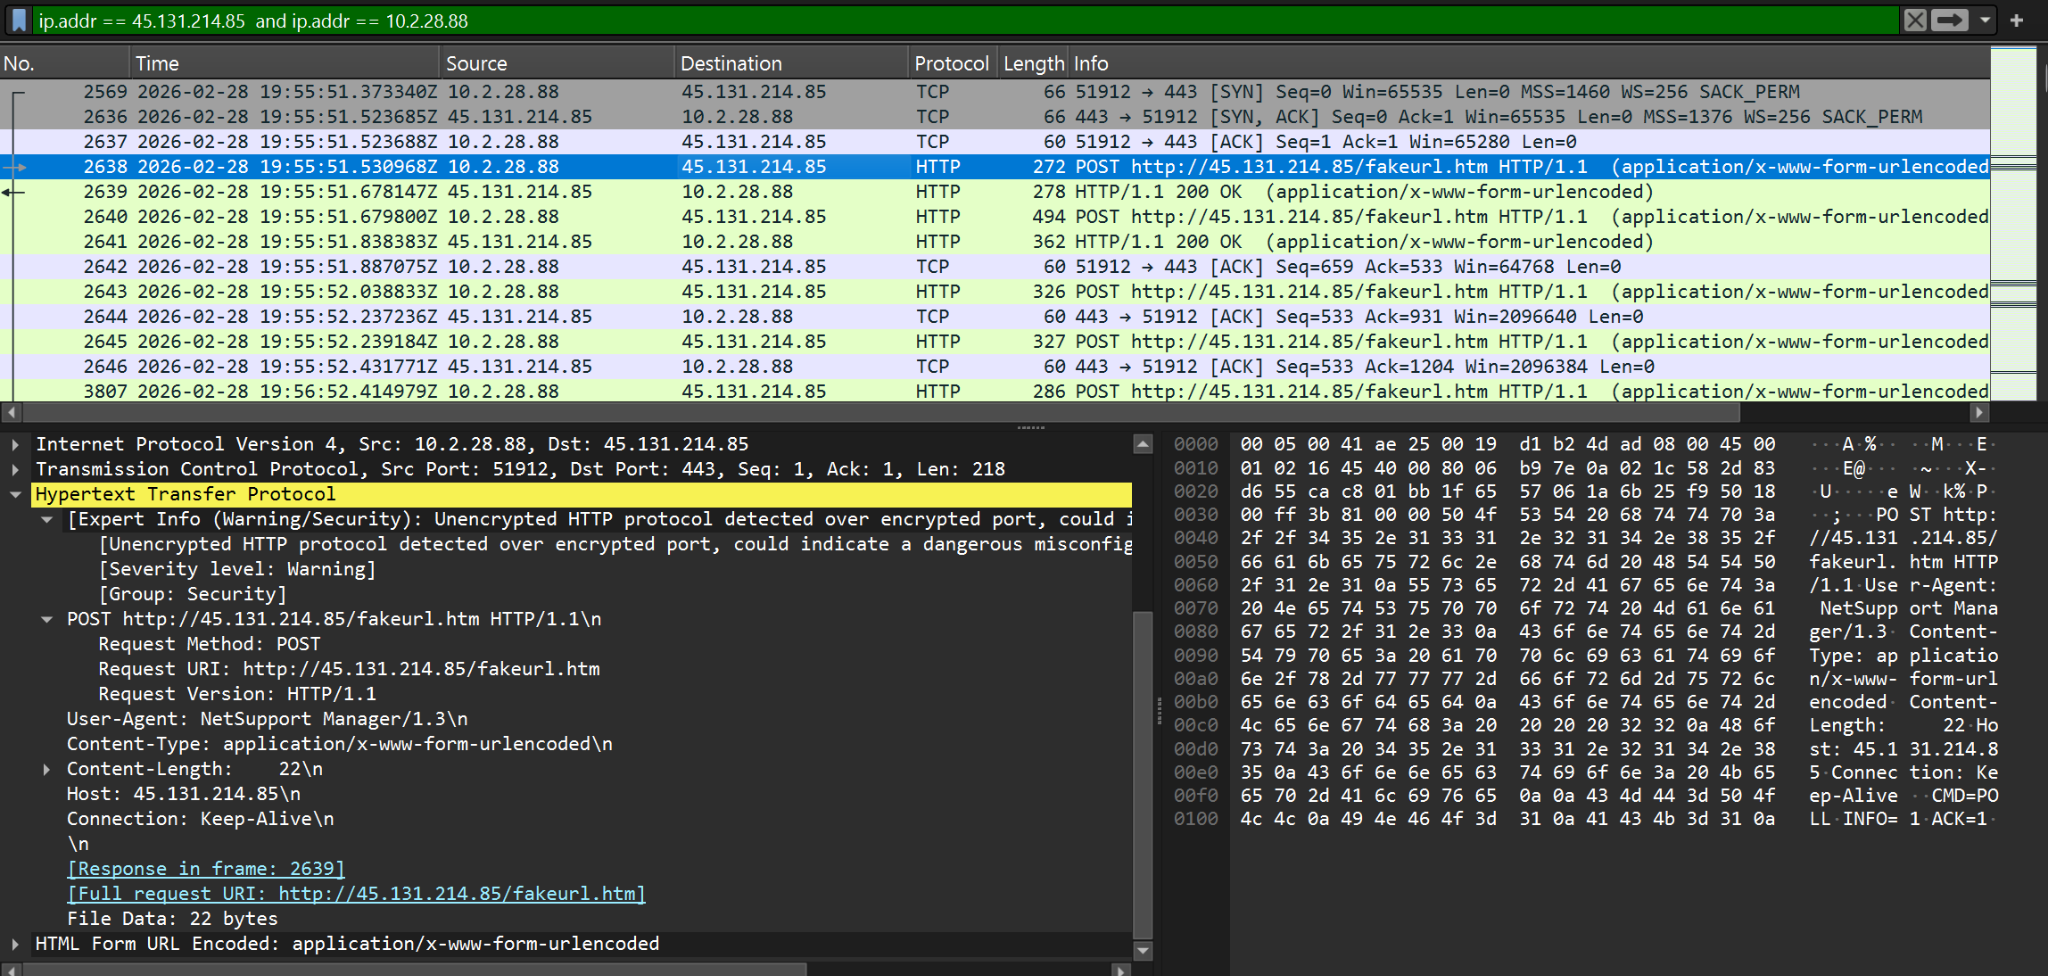 ip.addr == 45.131.214.85  and ip.addr == 10.2.28.88
No. Time Source Destination Protocol Length Info
2569 2026-02-28 19:55:51.373340Z 10.2.28.88 45.131.214.85 TCP 66 51912 → 443 [SYN] Seq=0 Win=65535 Len=0 MSS=1460 WS=256 SACK_PERM
2636 2026-02-28 19:55:51.523685Z 45.131.214.85 10.2.28.88 TCP 66 443 → 51912 [SYN, ACK] Seq=0 Ack=1 Win=65535 Len=0 MSS=1376 WS=256 SACK_PERM
2637 2026-02-28 19:55:51.523688Z 10.2.28.88 45.131.214.85 TCP 60 51912 → 443 [ACK] Seq=1 Ack=1 Win=65280 Len=0
2638 2026-02-28 19:55:51.530968Z 10.2.28.88 45.131.214.85 HTTP 272 POST http://45.131.214.85/fakeurl.htm HTTP/1.1  (application/x-www-form-urlencoded
2639 2026-02-28 19:55:51.678147Z 45.131.214.85 10.2.28.88 HTTP 278 HTTP/1.1 200 OK  (application/x-www-form-urlencoded)
2640 2026-02-28 19:55:51.679800Z 10.2.28.88 45.131.214.85 HTTP 494 POST http://45.131.214.85/fakeurl.htm HTTP/1.1  (application/x-www-form-urlencoded
2641 2026-02-28 19:55:51.838383Z 45.131.214.85 10.2.28.88 HTTP 362 HTTP/1.1 200 OK  (application/x-www-form-urlencoded)
2642 2026-02-28 19:55:51.887075Z 10.2.28.88 45.131.214.85 TCP 60 51912 → 443 [ACK] Seq=659 Ack=533 Win=64768 Len=0
2643 2026-02-28 19:55:52.038833Z 10.2.28.88 45.131.214.85 HTTP 326 POST http://45.131.214.85/fakeurl.htm HTTP/1.1  (application/x-www-form-urlencoded
2644 2026-02-28 19:55:52.237236Z 45.131.214.85 10.2.28.88 TCP 60 443 → 51912 [ACK] Seq=533 Ack=931 Win=2096640 Len=0
2645 2026-02-28 19:55:52.239184Z 10.2.28.88 45.131.214.85 HTTP 327 POST http://45.131.214.85/fakeurl.htm HTTP/1.1  (application/x-www-form-urlencoded
2646 2026-02-28 19:55:52.431771Z 45.131.214.85 10.2.28.88 TCP 60 443 → 51912 [ACK] Seq=533 Ack=1204 Win=2096384 Len=0
3807 2026-02-28 19:56:52.414979Z 10.2.28.88 45.131.214.85 HTTP 286 POST http://45.131.214.85/fakeurl.htm HTTP/1.1  (application/x-www-form-urlencoded
Internet Protocol Version 4, Src: 10.2.28.88, Dst: 45.131.214.85
Transmission Control Protocol, Src Port: 51912, Dst Port: 443, Seq: 1, Ack: 1, Len: 218
Hypertext Transfer Protocol
[Expert Info (Warning/Security): Unencrypted HTTP protocol detected over encrypted port, could i
[Unencrypted HTTP protocol detected over encrypted port, could indicate a dangerous misconfig
[Severity level: Warning]
[Group: Security]
POST http://45.131.214.85/fakeurl.htm HTTP/1.1\n
Request Method: POST
Request URI: http://45.131.214.85/fakeurl.htm
Request Version: HTTP/1.1
User-Agent: NetSupport Manager/1.3\n
Content-Type: application/x-www-form-urlencoded\n
Content-Length:    22\n
Host: 45.131.214.85\n
Connection: Keep-Alive\n
\n
[Response in frame: 2639]
[Full request URI: http://45.131.214.85/fakeurl.htm]
File Data: 22 bytes
HTML Form URL Encoded: application/x-www-form-urlencoded
0000 00 05 00 41 ae 25 00 19 d1 b2 4d ad 08 00 45 00 ···A·%·· ··M···E·
0010 01 02 16 45 40 00 80 06 b9 7e 0a 02 1c 58 2d 83 ···E@··· ·~···X-·
0020 d6 55 ca c8 01 bb 1f 65 57 06 1a 6b 25 f9 50 18 ·U·····e W··k%·P·
0030 00 ff 3b 81 00 00 50 4f 53 54 20 68 74 74 70 3a ··;···PO ST http:
0040 2f 2f 34 35 2e 31 33 31 2e 32 31 34 2e 38 35 2f //45.131 .214.85/
0050 66 61 6b 65 75 72 6c 2e 68 74 6d 20 48 54 54 50 fakeurl. htm HTTP
0060 2f 31 2e 31 0a 55 73 65 72 2d 41 67 65 6e 74 3a /1.1·Use r-Agent:
0070 20 4e 65 74 53 75 70 70 6f 72 74 20 4d 61 6e 61 NetSupp ort Mana
0080 67 65 72 2f 31 2e 33 0a 43 6f 6e 74 65 6e 74 2d ger/1.3· Content-
0090 54 79 70 65 3a 20 61 70 70 6c 69 63 61 74 69 6f Type: ap plicatio
00a0 6e 2f 78 2d 77 77 77 2d 66 6f 72 6d 2d 75 72 6c n/x-www- form-url
00b0 65 6e 63 6f 64 65 64 0a 43 6f 6e 74 65 6e 74 2d encoded· Content-
00c0 4c 65 6e 67 74 68 3a 20 20 20 20 32 32 0a 48 6f Length:     22·Ho
00d0 73 74 3a 20 34 35 2e 31 33 31 2e 32 31 34 2e 38 st: 45.1 31.214.8
00e0 35 0a 43 6f 6e 6e 65 63 74 69 6f 6e 3a 20 4b 65 5·Connec tion: Ke
00f0 65 70 2d 41 6c 69 76 65 0a 0a 43 4d 44 3d 50 4f ep-Alive ··CMD=PO
0100 4c 4c 0a 49 4e 46 4f 3d 31 0a 41 43 4b 3d 31 0a LL·INFO= 1·ACK=1·